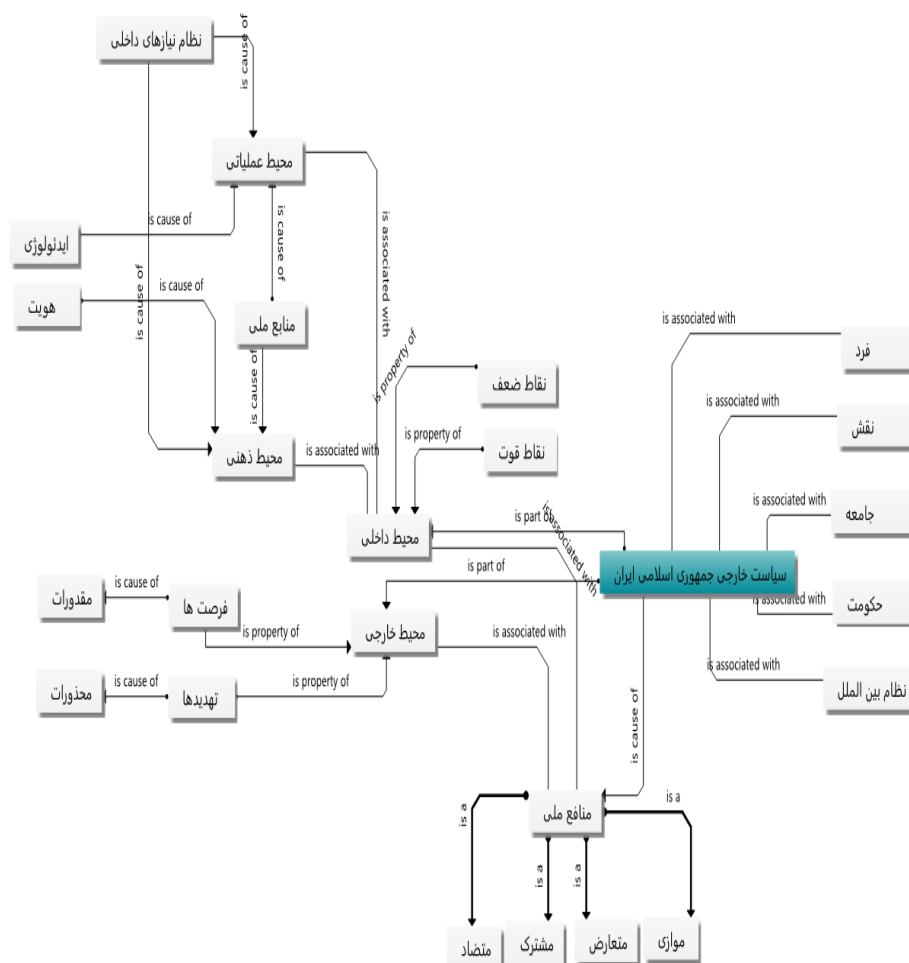 نظام نیازهای داخلی
is cause of
محیط عملیاتی
is cause of
ایدئولوژی
is cause of
is associated with
is cause of
هویت
is cause of
منابع ملی
is cause of
is associated with
فرد
is property of
نقاط ضعف
is associated with
نقش
is property of
نقاط قوت
محیط ذهنی
is associated with
is associated with
جامعه
محیط داخلی
is part of
is associated with
سیاست خارجی جمهوری اسلامی ایران
is part of
is associated with
حکومت
مقدورات
is cause of
فرصت ها
is property of
محیط خارجی
is associated with
is associated with
نظام بین الملل
محذورات
is cause of
تهدیدها
is property of
is cause of
منافع ملی
is a
is a
is a
is a
متضاد
مشترک
متعارض
موازی